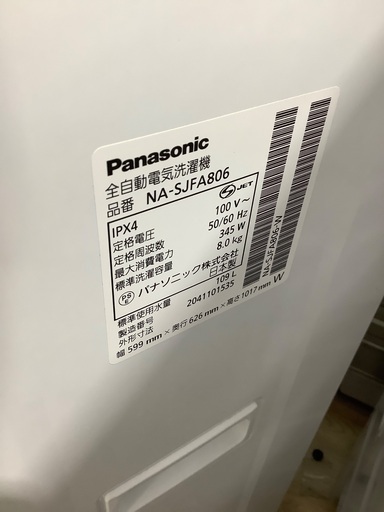 Panasonic
全自動電気洗濯機
品番 NA-SJFA806
IPX4 JET
定格電圧 100 V～
定格周波数 50/60 Hz
最大消費電力 345 W
標準洗濯容量 8.0kg
PS E パナソニック株式会社
日本製
標準使用水量 109 L
製造番号 2041101535
外形寸法
幅 599 mm × 奥行 626 mm × 高さ 1017 mm W
NA-SJFA806-N